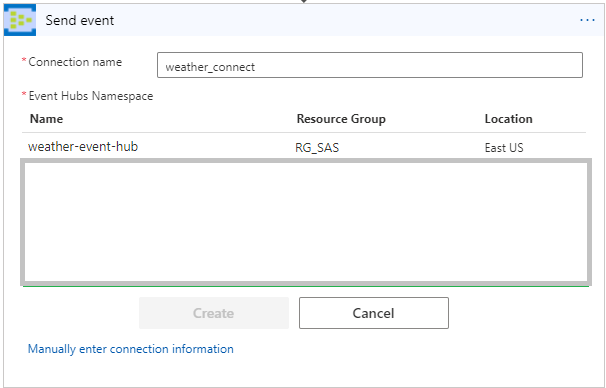 Send event
* Connection name
weather_connect
* Event Hubs Namespace
Name Resource Group Location
weather-event-hub RG_SAS East US
Create Cancel
Manually enter connection information